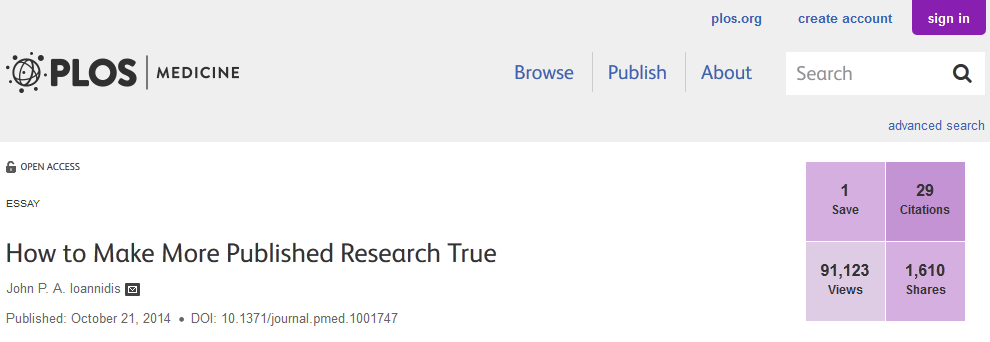 plos.org create account sign in
PLOS MEDICINE
Browse Publish About Search
advanced search
OPEN ACCESS
ESSAY
How to Make More Published Research True
John P. A. Ioannidis
Published: October 21, 2014 • DOI: 10.1371/journal.pmed.1001747
1
Save
29
Citations
91,123
Views
1,610
Shares